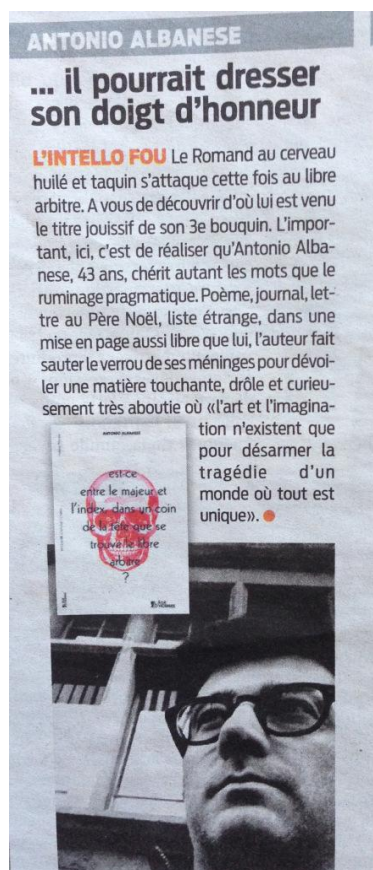 ANTONIO ALBANESE
... il pourrait dresser
son doigt d'honneur
L'INTELLO FOU Le Romand au cerveau
huilé et taquin s'attaque cette fois au libre
arbitre. A vous de découvrir d'où lui est venu
le titre jouissif de son 3e bouquin. L'impor-
tant, ici, c'est de réaliser qu'Antonio Alba-
nese, 43 ans, chérit autant les mots que le
ruminage pragmatique. Poème, journal, let-
tre au Père Noël, liste étrange, dans une
mise en page aussi libre que lui, l'auteur fait
sauter le verrou de ses méninges pour dévoi-
ler une matière touchante, drôle et curieu-
sement très aboutie où «l'art et l'imagina-
tion n'existent que
pour désarmer la
tragédie d'un
monde où tout est
unique».
ANTONIO ALBANESE
est-ce
entre le majeur et
l'index, dans un coin
de la tête que se
trouve le libre
arbitre
?